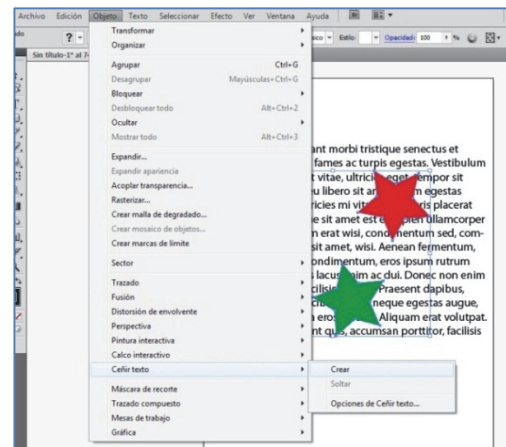 Archivo Edición Objeto Texto Seleccionar Efecto Ver Ventana Ayuda
? Estilo: Opacidad: 100 %
Sin título-1* al
Transformar
Organizar
Agrupar Ctrl+G
Desagrupar Mayúsculas+Ctrl+G
Bloquear
Desbloquear todo Alt+Ctrl+2
Ocultar
Mostrar todo Alt+Ctrl+3
Expandir...
Expandir apariencia
Acoplar transparencia...
Rasterizar...
Crear malla de degradado...
Crear mosaico de objetos...
Crear marcas de límite
Sector
Trazado
Fusión
Distorsión de envolvente
Perspectiva
Pintura interactiva
Calco interactivo
Ceñir texto
Máscara de recorte
Trazado compuesto
Mesas de trabajo
Gráfica
Crear
Soltar
Opciones de Ceñir texto...
ant morbi tristique senectus et
fames ac turpis egestas. Vestibulum
vitae, ultricies eget, tempor sit
eu libero sit egestas
ricies mi placerat
e sit amet est ullamcorper
erat wisi, condimentum sed, com-
sit amet, wisi. Aenean fermentum,
ondimentum, eros ipsum rutrum
lacus ac dui. Donec non enim
Praesent dapibus,
neque egestas augue,
eros Aliquam erat volutpat.
nt quis, accumsan porttitor, facilisis